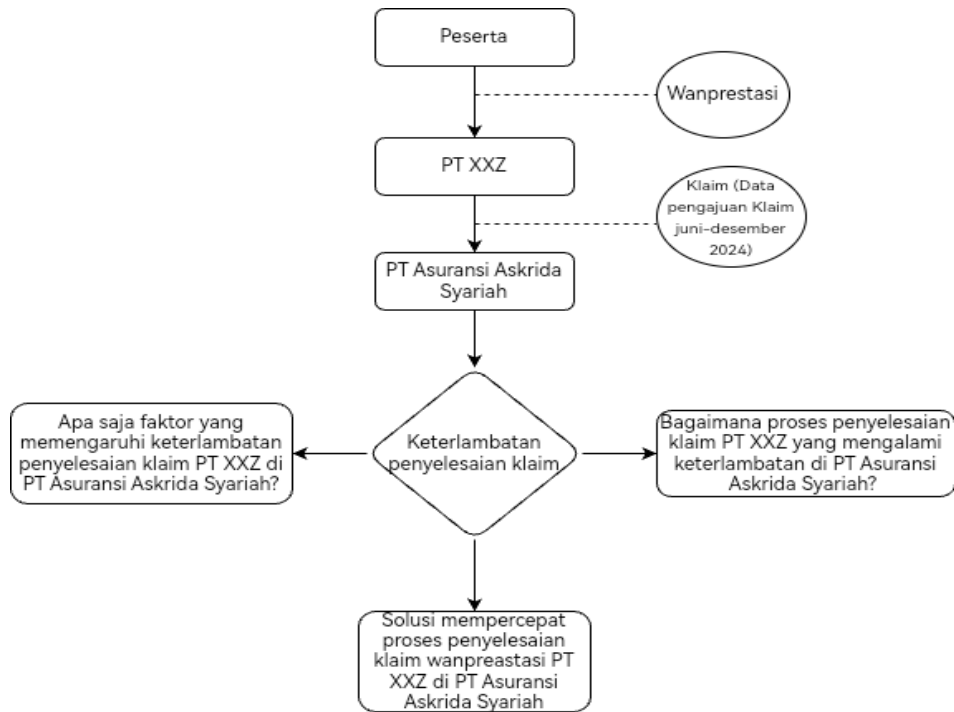 Peserta
Wanprestasi
PT XXZ
Klaim (Data
pengajuan Klaim
juni-desember
2024)
PT Asuransi Askrida
Syariah
Apa saja faktor yang
memengaruhi keterlambatan
penyelesaian klaim PT XXZ di
PT Asuransi Askrida Syariah?
Keterlambatan
penyelesaian klaim
Bagaimana proses penyelesaian
klaim PT XXZ yang mengalami
keterlambatan di PT Asuransi
Askrida Syariah?
Solusi mempercepat
proses penyelesaian
klaim wanpreastasi PT
XXZ di PT Asuransi
Askrida Syariah